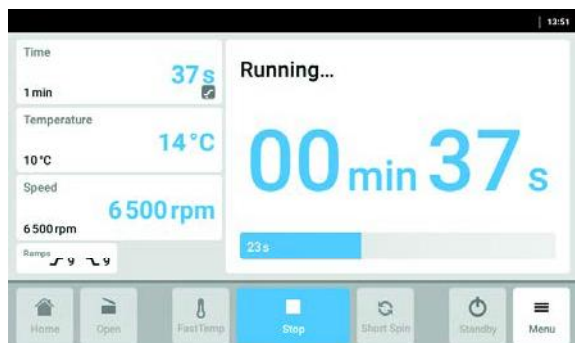 13:51
Time
37 s
1 min
Temperature
14 °C
10 °C
Speed
6 500 rpm
6 500 rpm
Ramps
9 9
Running...
00 min 37 s
23 s
Home
Open
FastTemp
Stop
Short Spin
Standby
Menu